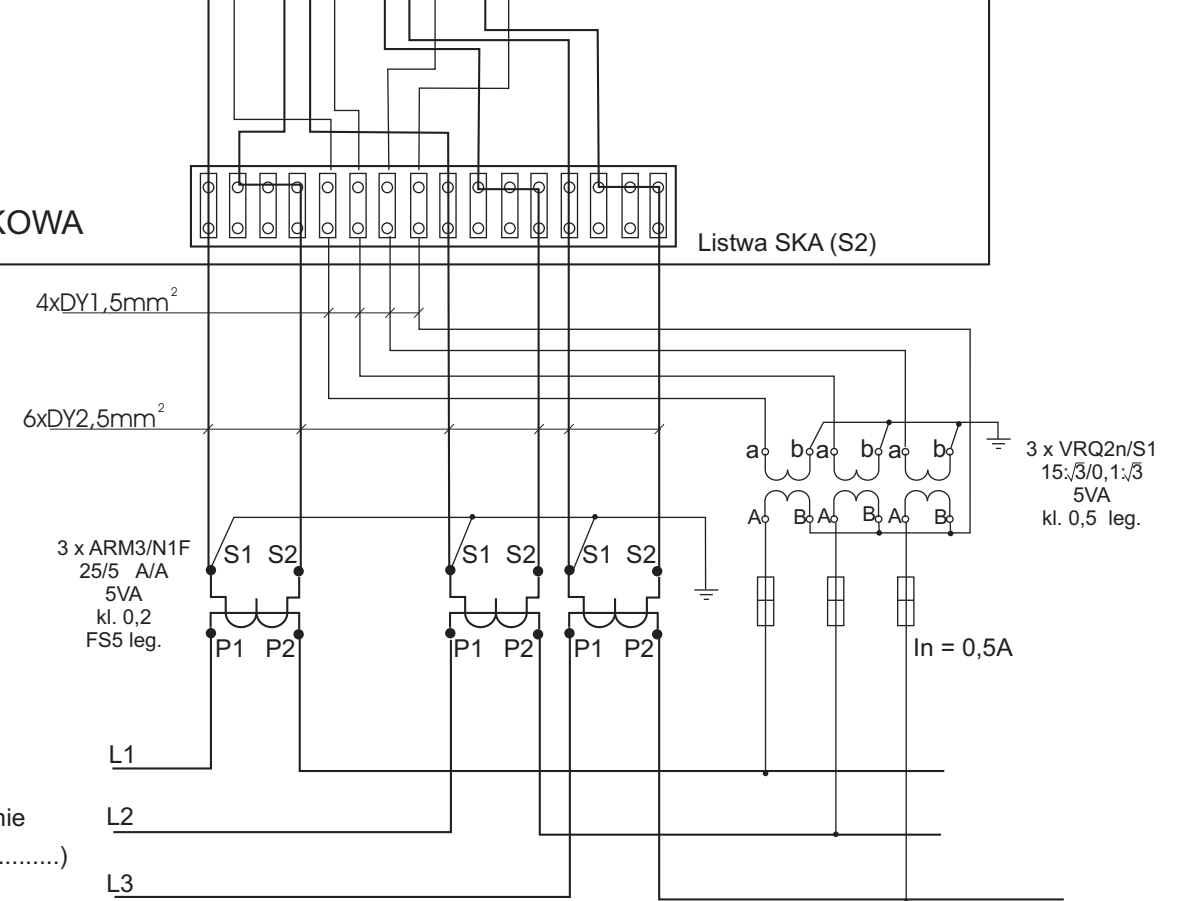 KOWA
Listwa SKA (S2)
4xDY1,5mm²
6xDY2,5mm²
a b a b a b
3 x VRQ2n/S1
15:√3/0,1:√3
5VA
kl. 0,5 leg.
A B A B A B
3 x ARM3/N1F
25/5 A/A
5VA
kl. 0,2
FS5 leg.
S1 S2 S1 S2 S1 S2
P1 P2 P1 P2 P1 P2
In = 0,5A
L1
L2
nie
..........)
L3